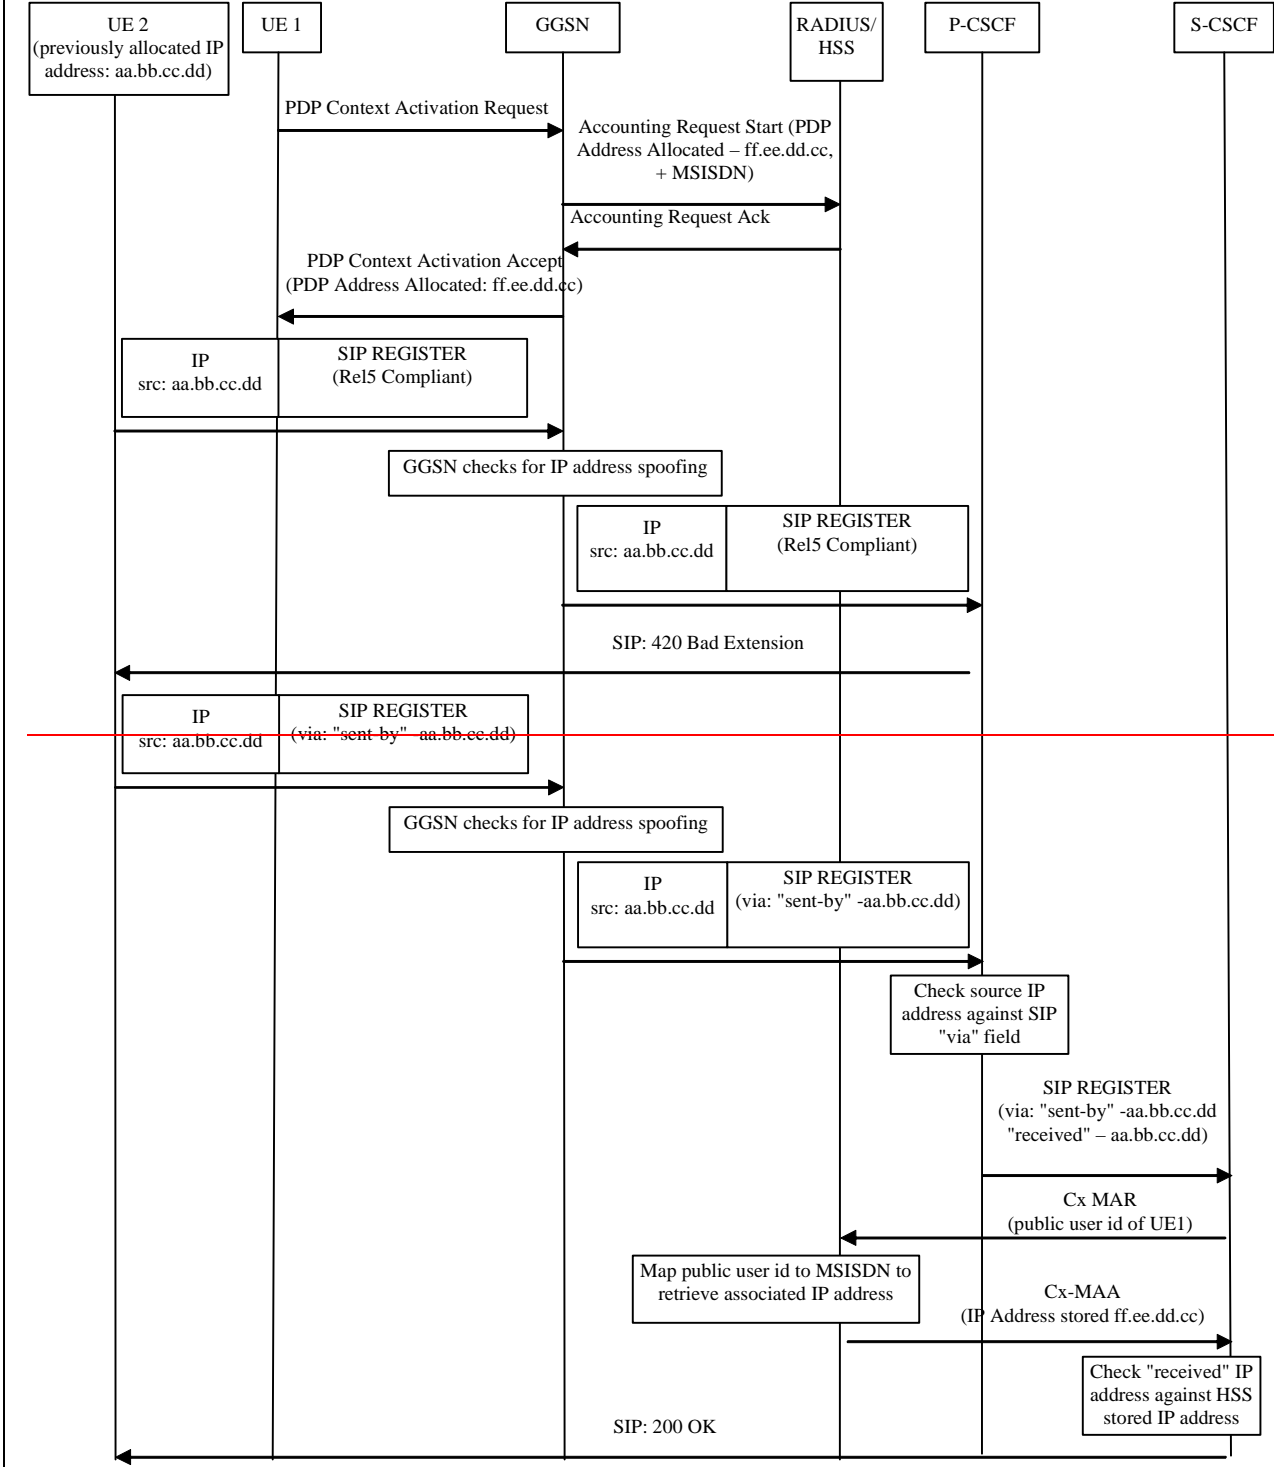 UE 2
(previously allocated IP
address: aa.bb.cc.dd)
UE 1
GGSN
RADIUS/
HSS
P-CSCF
S-CSCF
PDP Context Activation Request
Accounting Request Start (PDP
Address Allocated – ff.ee.dd.cc,
+ MSISDN)
Accounting Request Ack
PDP Context Activation Accept
(PDP Address Allocated: ff.ee.dd.cc)
IP
src: aa.bb.cc.dd
SIP REGISTER
(Rel5 Compliant)
GGSN checks for IP address spoofing
IP
src: aa.bb.cc.dd
SIP REGISTER
(Rel5 Compliant)
SIP: 420 Bad Extension
IP
src: aa.bb.cc.dd
SIP REGISTER
(via: "sent-by" -aa.bb.cc.dd)
GGSN checks for IP address spoofing
IP
src: aa.bb.cc.dd
SIP REGISTER
(via: "sent-by" -aa.bb.cc.dd)
Check source IP
address against SIP
"via" field
SIP REGISTER
(via: "sent-by" -aa.bb.cc.dd
"received" – aa.bb.cc.dd)
Cx MAR
(public user id of UE1)
Map public user id to MSISDN to
retrieve associated IP address
Cx-MAA
(IP Address stored ff.ee.dd.cc)
Check "received" IP
address against HSS
stored IP address
SIP: 200 OK